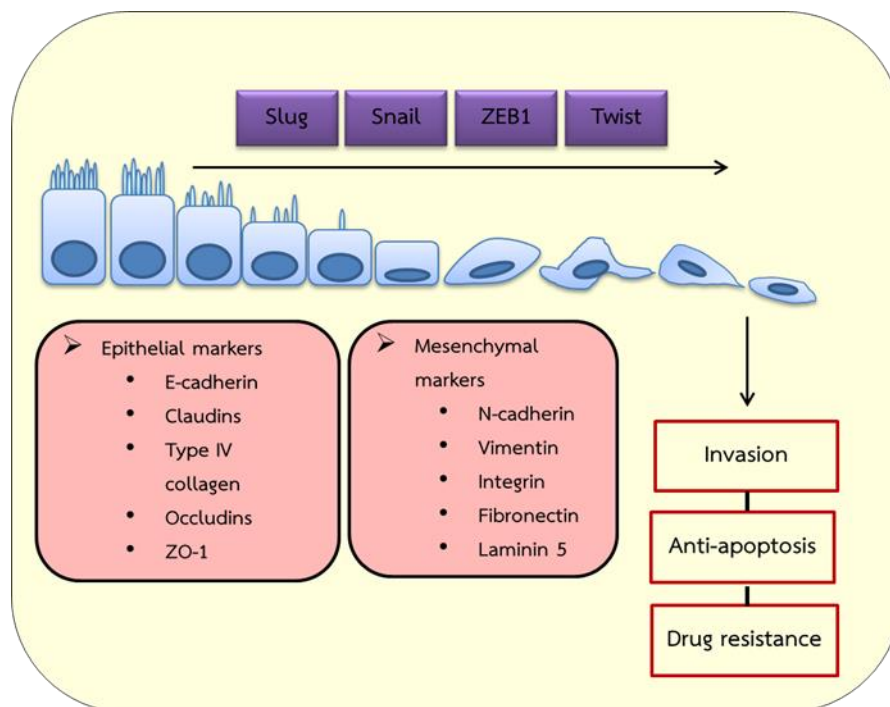 Slug
Snail
ZEB1
Twist
➢ Epithelial markers
• E-cadherin
• Claudins
• Type IV
collagen
• Occludins
• ZO-1
➢ Mesenchymal
markers
• N-cadherin
• Vimentin
• Integrin
• Fibronectin
• Laminin 5
Invasion
Anti-apoptosis
Drug resistance